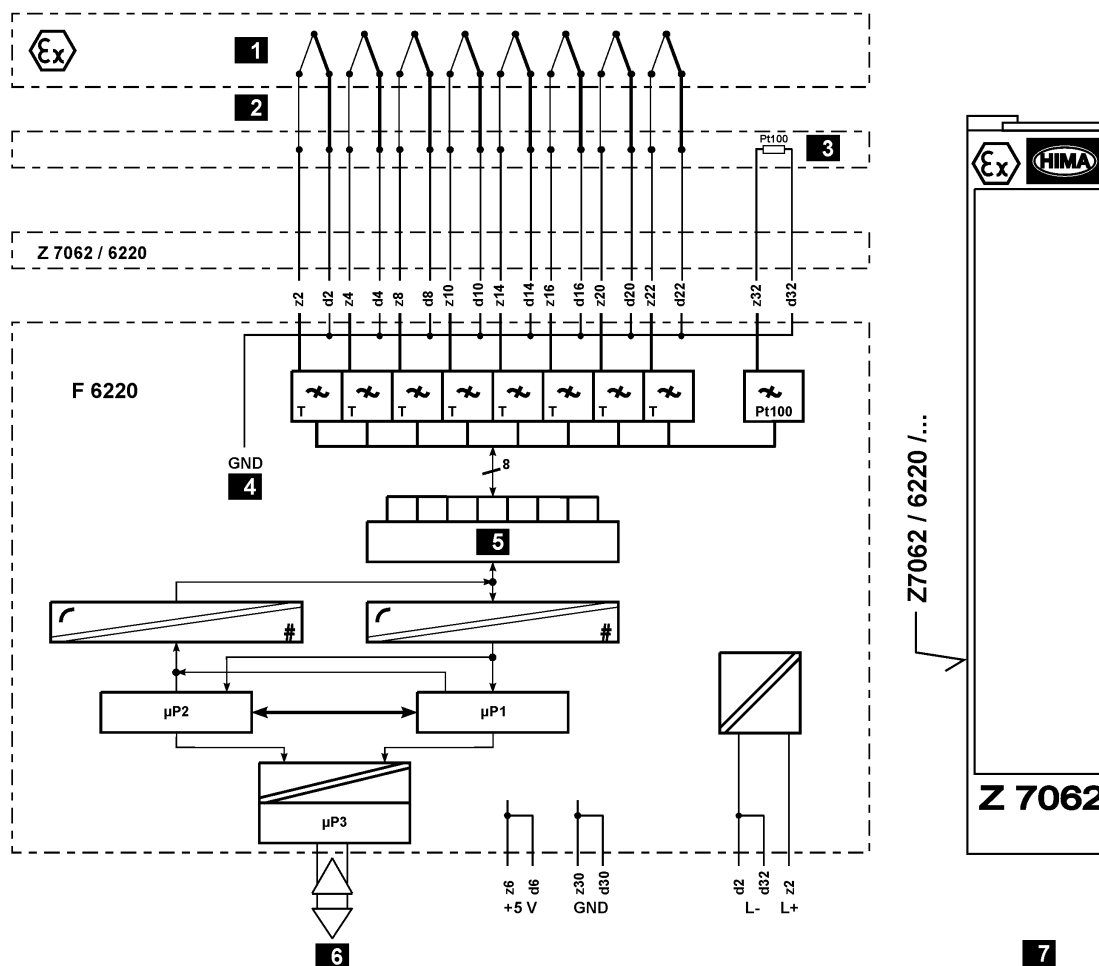 εx
1
2
Pt100
3
εx
HIMA
Z 7062 / 6220
z2 d2 z4 d4 z8 d8 z10 d10 z14 d14 z16 d16 z20 d20 z22 d22 z32 d32
F 6220
T T T T T T T T
Pt100
GND
4
8
5
#
#
µP2
µP1
µP3
z6 d6 z30 d30 d2 d32 z2
+5 V GND L- L+
6
Z7062 / 6220 /...
Z 7062
7